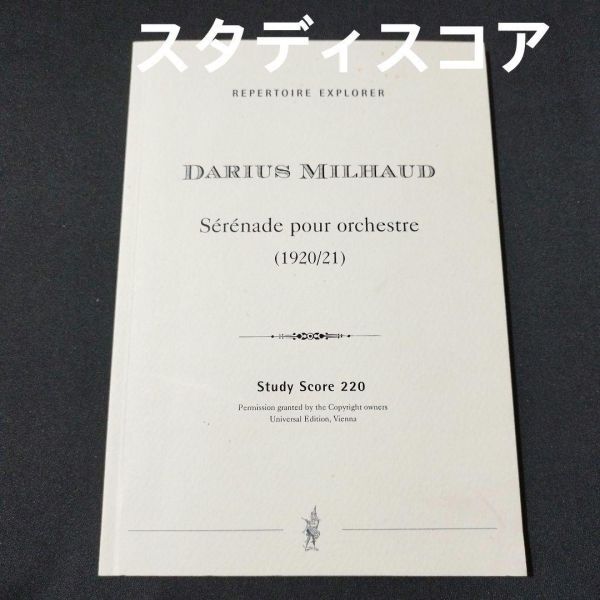 スタディスコア
REPERTOIRE EXPLORER
DARIUS MILHAUD
Sérénade pour orchestre
(1920/21)
Study Score 220
Permission granted by the Copyright owners
Universal Edition, Vienna